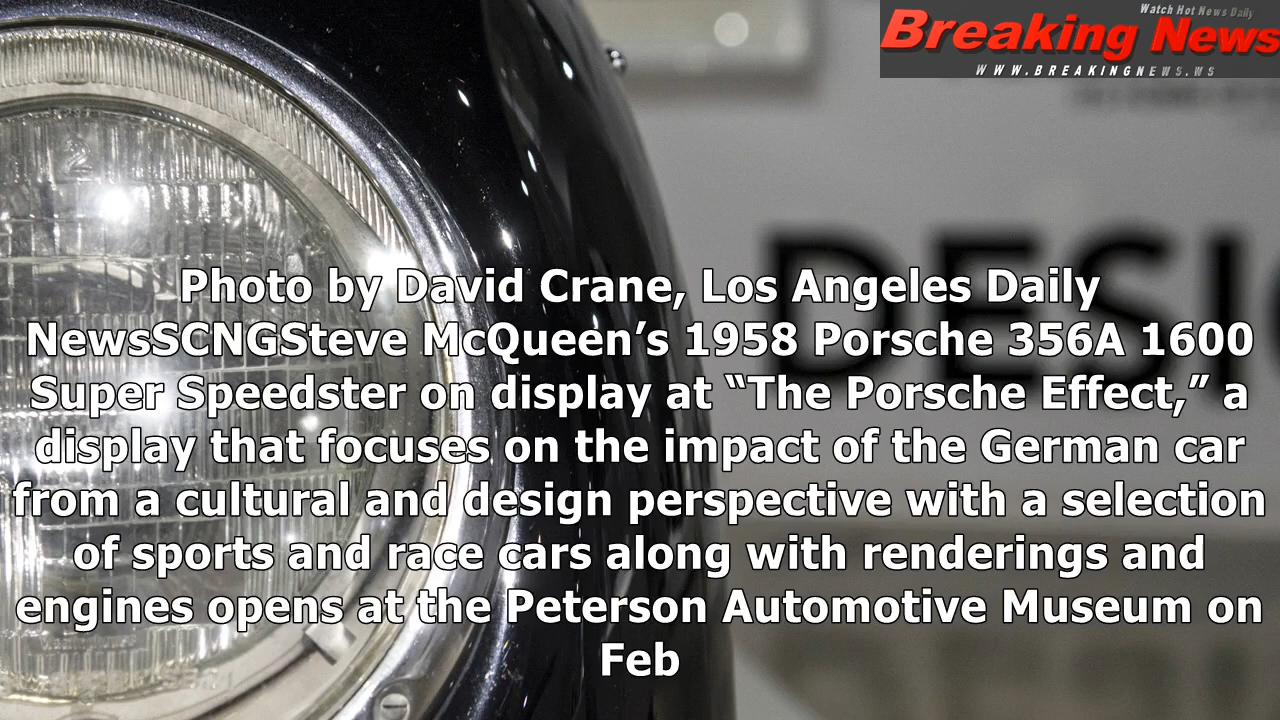 Watch Hot News Daily
Breaking News
WWW.BREAKINGNEWS.WS
2
DESI
Photo by David Crane, Los Angeles Daily
NewsSCNGSteve McQueen’s 1958 Porsche 356A 1600
Super Speedster on display at “The Porsche Effect,” a
display that focuses on the impact of the German car
from a cultural and design perspective with a selection
of sports and race cars along with renderings and
engines opens at the Peterson Automotive Museum on
Feb